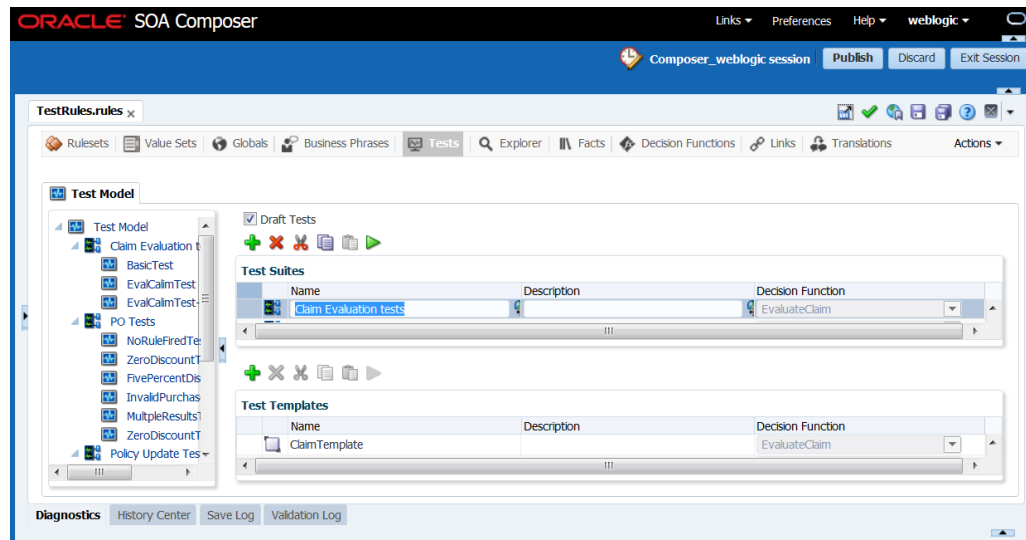 ORACLE SOA Composer
Links Preferences Help weblogic
Composer_weblogic session Publish Discard Exit Session
TestRules.rules x
Rulesets Value Sets Globals Business Phrases Tests Explorer Facts Decision Functions Links Translations Actions
Test Model
Test Model
Claim Evaluation t
BasicTest
EvalCalimTest
EvalCalimTest-
PO Tests
NoRuleFiredTe
ZeroDiscountT
FivePercentDis
InvalidPurchas
MultpleResultsT
ZeroDiscountT
Policy Update Tes
Draft Tests
Test Suites
Name Description Decision Function
Claim Evaluation tests EvaluateClaim
Test Templates
Name Description Decision Function
ClaimTemplate EvaluateClaim
Diagnostics History Center Save Log Validation Log